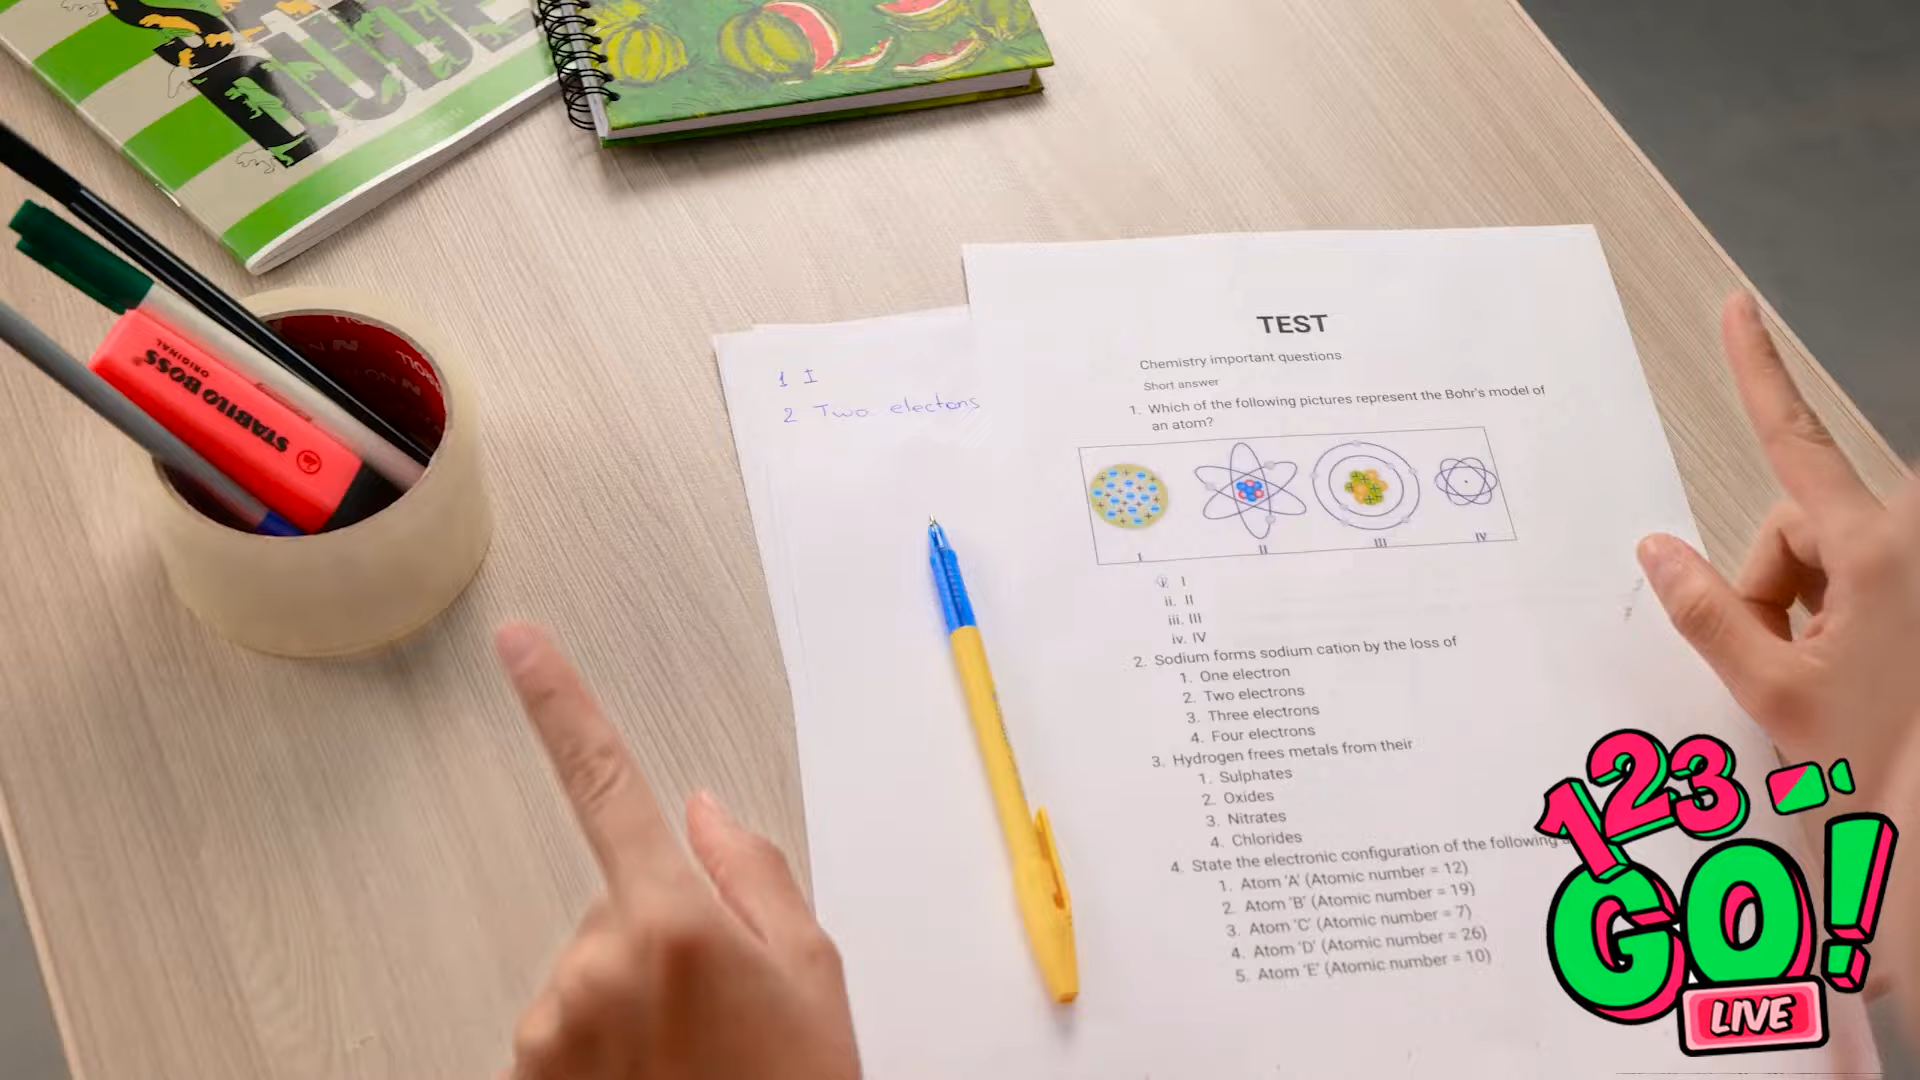 STABILO BOSS
ORIGINAL
1 I
2 Two electons
TEST
Chemistry important questions
Short answer
1. Which of the following pictures represent the Bohr's model of
an atom?
I II III IV
i. I
ii. II
iii. III
iv. IV
2. Sodium forms sodium cation by the loss of
1. One electron
2. Two electrons
3. Three electrons
4. Four electrons
3. Hydrogen frees metals from their
1. Sulphates
2. Oxides
3. Nitrates
4. Chlorides
4. State the electronic configuration of the following
1. Atom 'A' (Atomic number = 12)
2. Atom 'B' (Atomic number = 19)
3. Atom 'C' (Atomic number = 7)
4. Atom 'D' (Atomic number = 26)
5. Atom 'E' (Atomic number = 10)
123
GO!
LIVE